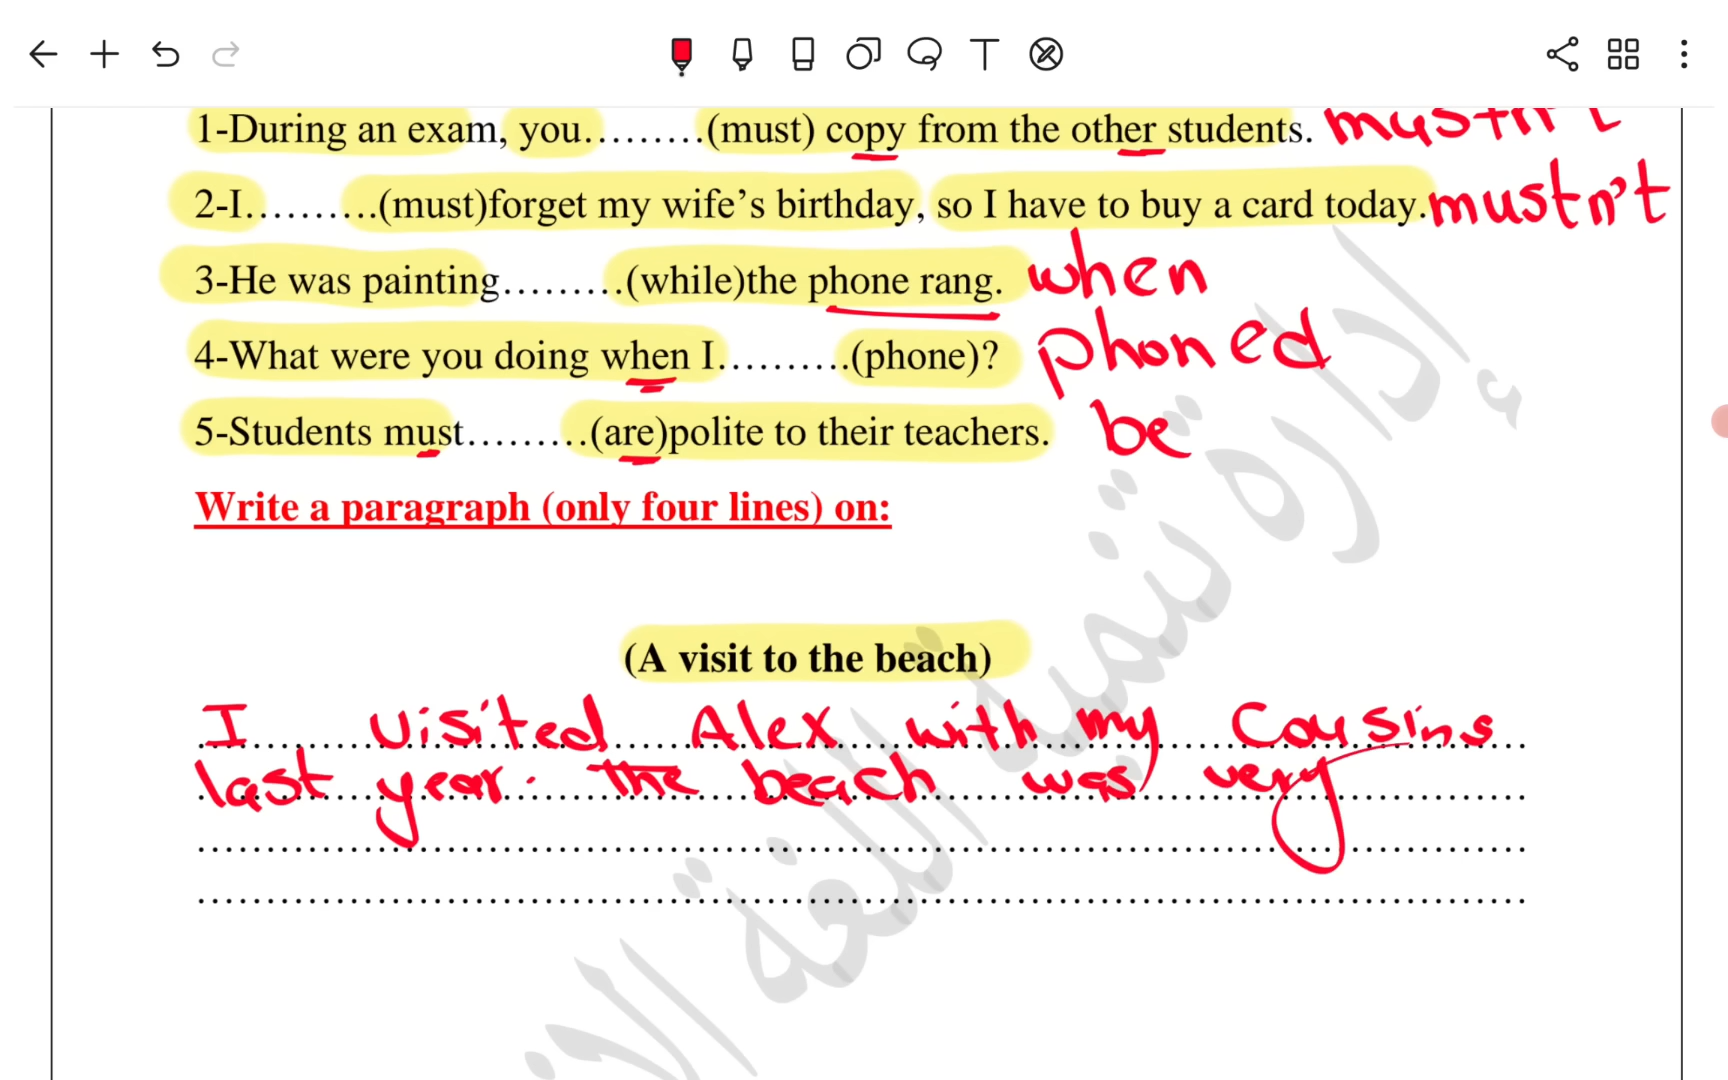 1-During an exam, you.........(must) copy from the other students. mustn't
2-I..........(must)forget my wife's birthday, so I have to buy a card today. mustn't
3-He was painting.........(while)the phone rang. when
4-What were you doing when I..........(phone)? phoned
5-Students must.........(are)polite to their teachers. be
Write a paragraph (only four lines) on:
(A visit to the beach)
I visited Alex with my Cousins
last year. The beach was very